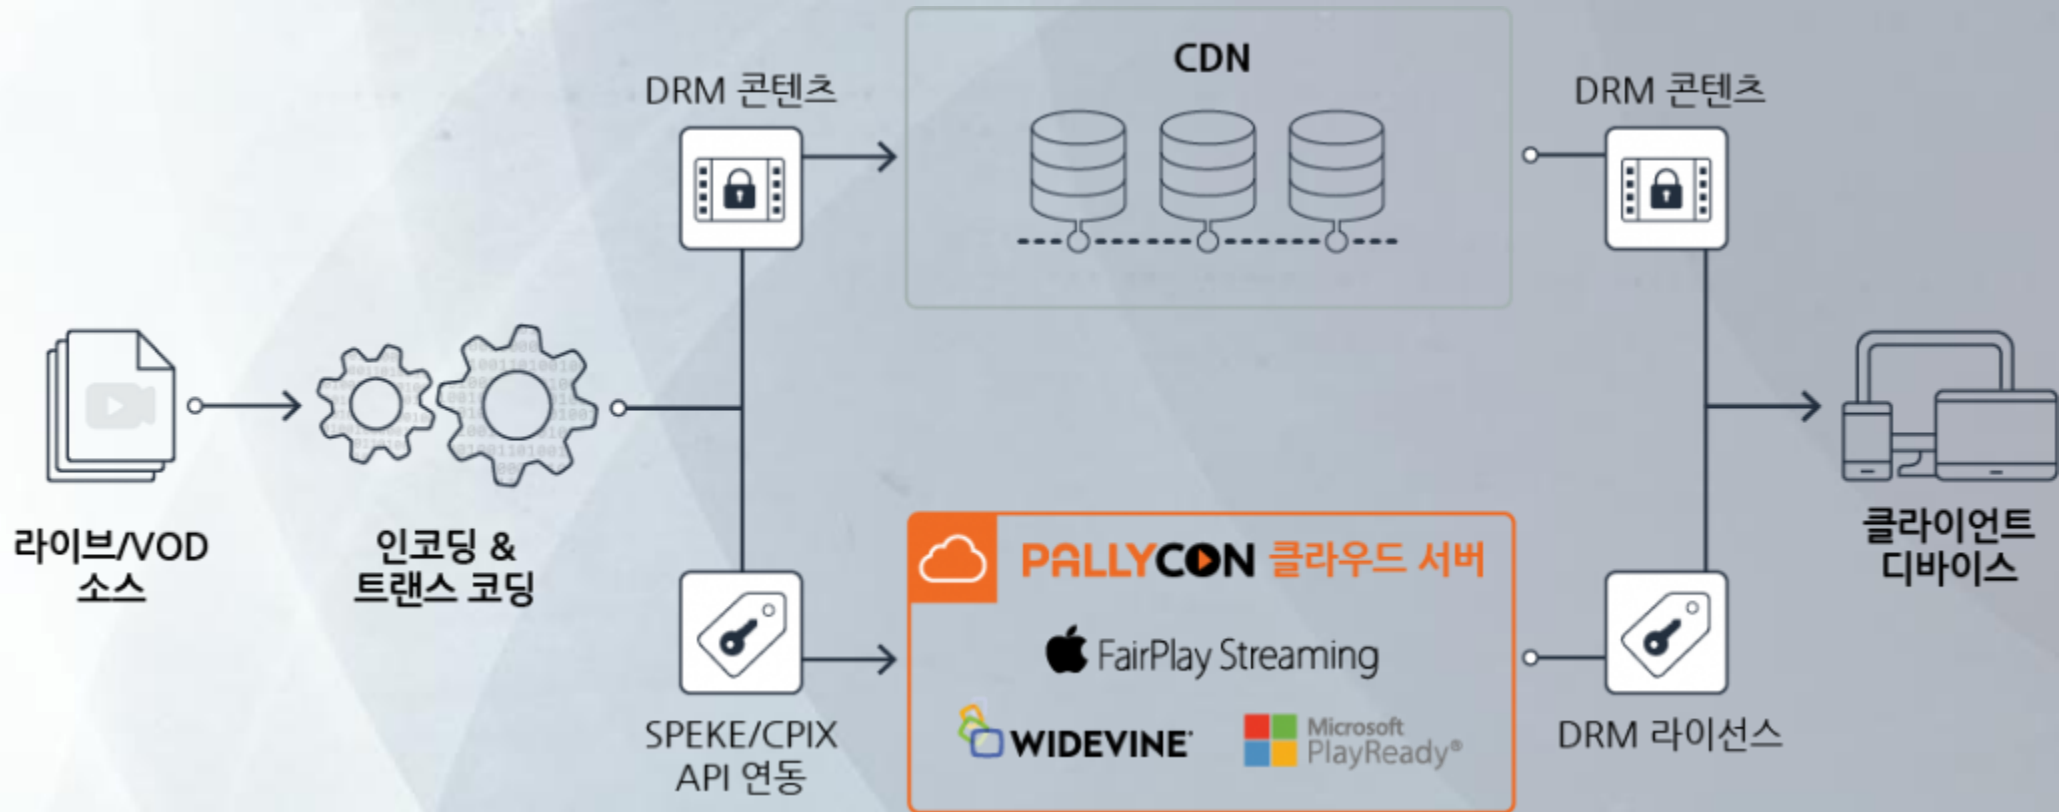 라이브/VOD
소스
인코딩 &
트랜스 코딩
DRM 콘텐츠
SPEKE/CPIX
API 연동
CDN
PALLYCON 클라우드 서버
FairPlay Streaming
WIDEVINE
Microsoft
PlayReady®
DRM 콘텐츠
DRM 라이선스
클라이언트
디바이스